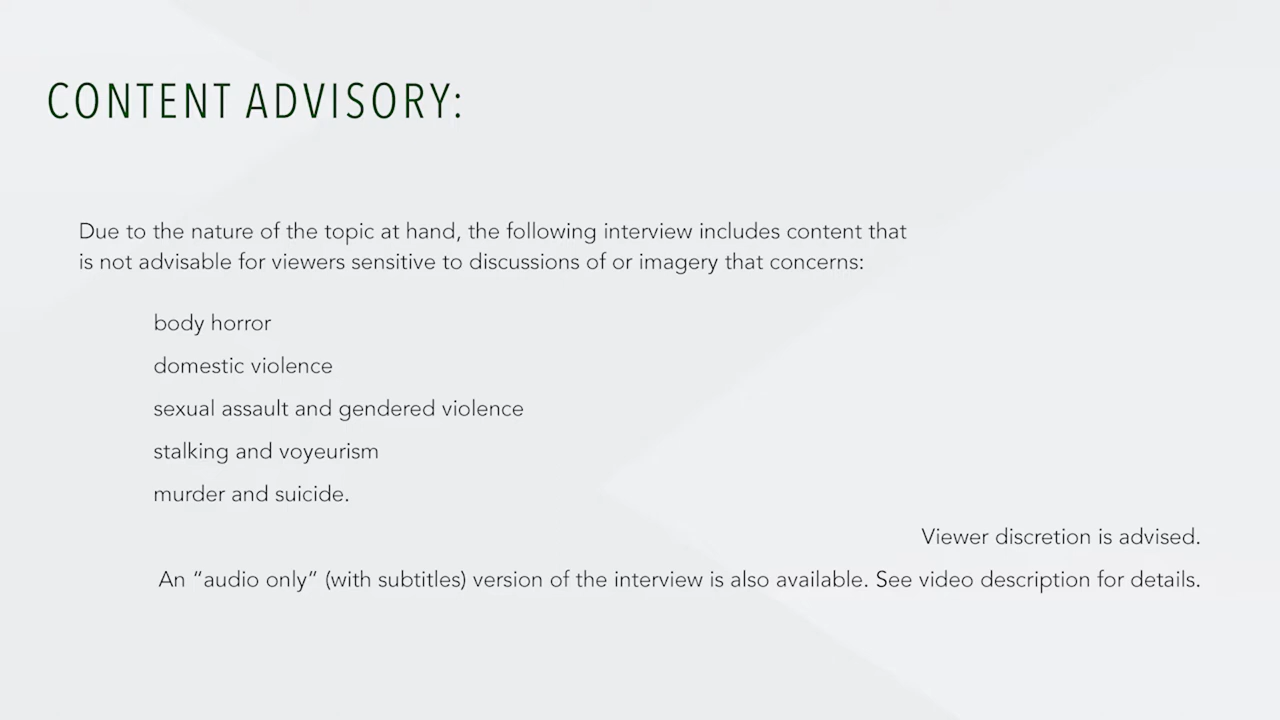 CONTENT ADVISORY:
Due to the nature of the topic at hand, the following interview includes content that
is not advisable for viewers sensitive to discussions of or imagery that concerns:
body horror
domestic violence
sexual assault and gendered violence
stalking and voyeurism
murder and suicide.
Viewer discretion is advised.
An “audio only” (with subtitles) version of the interview is also available. See video description for details.